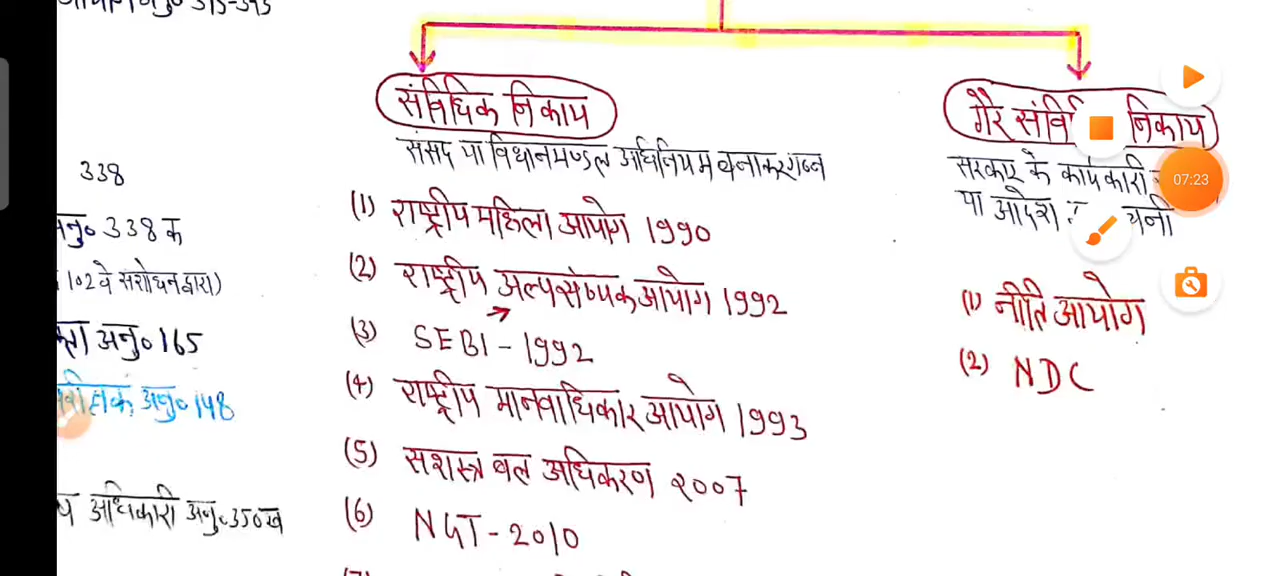 338
अनु० 338 क
102 वे संशोधन द्वारा)
अनु० 165
अनु० 148
अधिकारी अनु० 350 ख
संविधिक निकाय
संसद या विधानमण्डल अधिनियम बनाकर गठन
(1) राष्ट्रीय महिला आयोग 1990
(2) राष्ट्रीय अल्पसंख्यक आयोग 1992
(3) SEBI - 1992
(4) राष्ट्रीय मानवाधिकार आयोग 1993
(5) सशस्त्र बल अधिकरण 2007
(6) NGT - 2010
गैर संवि निकाय
सरकार के कार्यकारी
या आदेश
(1) नीति आयोग
(2) NDC
07:23